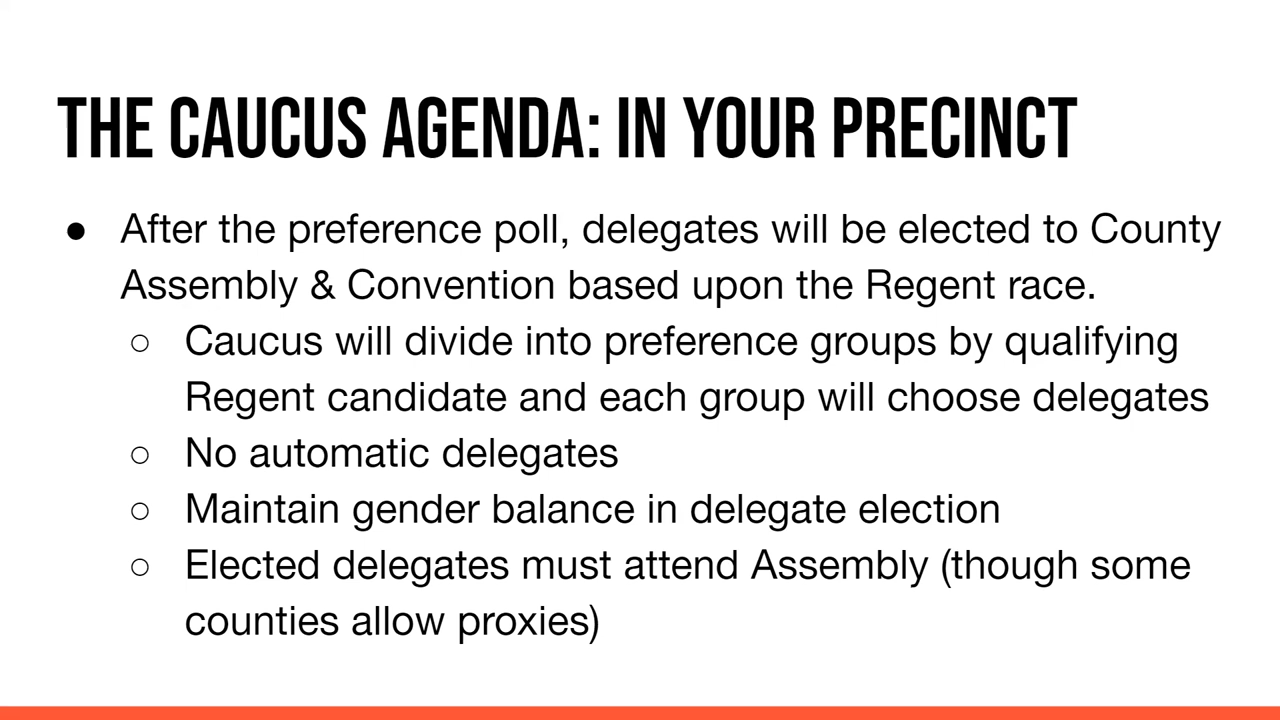 THE CAUCUS AGENDA: IN YOUR PRECINCT
● After the preference poll, delegates will be elected to County
Assembly & Convention based upon the Regent race.
○ Caucus will divide into preference groups by qualifying
Regent candidate and each group will choose delegates
○ No automatic delegates
○ Maintain gender balance in delegate election
○ Elected delegates must attend Assembly (though some
counties allow proxies)